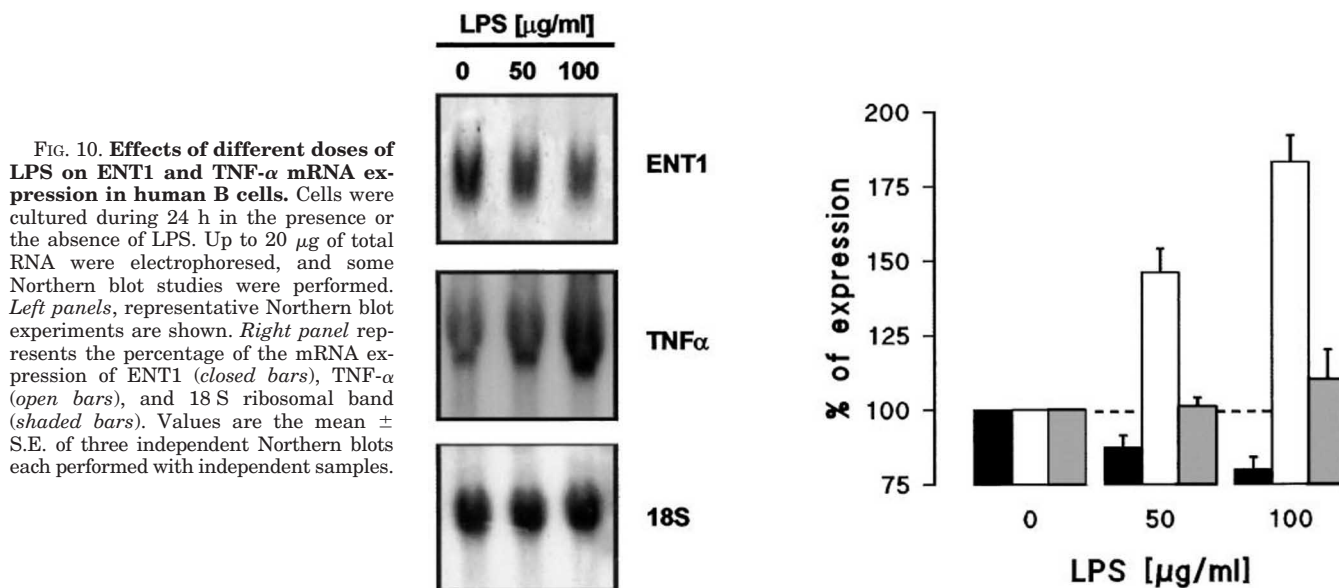 FIG. 10. Effects of different doses of
LPS on ENT1 and TNF-α mRNA ex-
pression in human B cells. Cells were
cultured during 24 h in the presence or
the absence of LPS. Up to 20 μg of total
RNA were electrophoresed, and some
Northern blot studies were performed.
Left panels, representative Northern blot
experiments are shown. Right panel rep-
resents the percentage of the mRNA ex-
pression of ENT1 (closed bars), TNF-α
(open bars), and 18 S ribosomal band
(shaded bars). Values are the mean ±
S.E. of three independent Northern blots
each performed with independent samples.
LPS [μg/ml]
0 50 100
ENT1
TNFα
18S
% of expression
200
175
150
125
100
75
0 50 100
LPS [μg/ml]